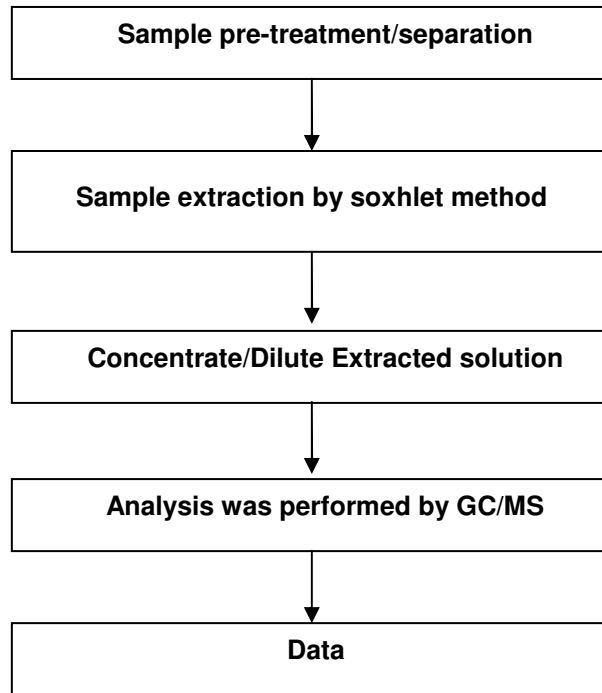 Sample pre-treatment/separation
Sample extraction by soxhlet method
Concentrate/Dilute Extracted solution
Analysis was performed by GC/MS
Data